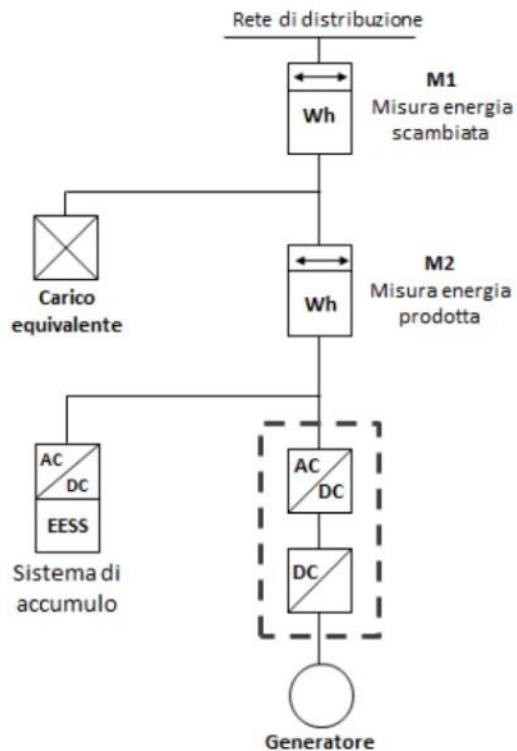 Rete di distribuzione
M1
Misura energia
scambiata
Wh
Carico
equivalente
M2
Misura energia
prodotta
Wh
AC
DC
EESS
Sistema di
accumulo
AC
DC
DC
Generatore